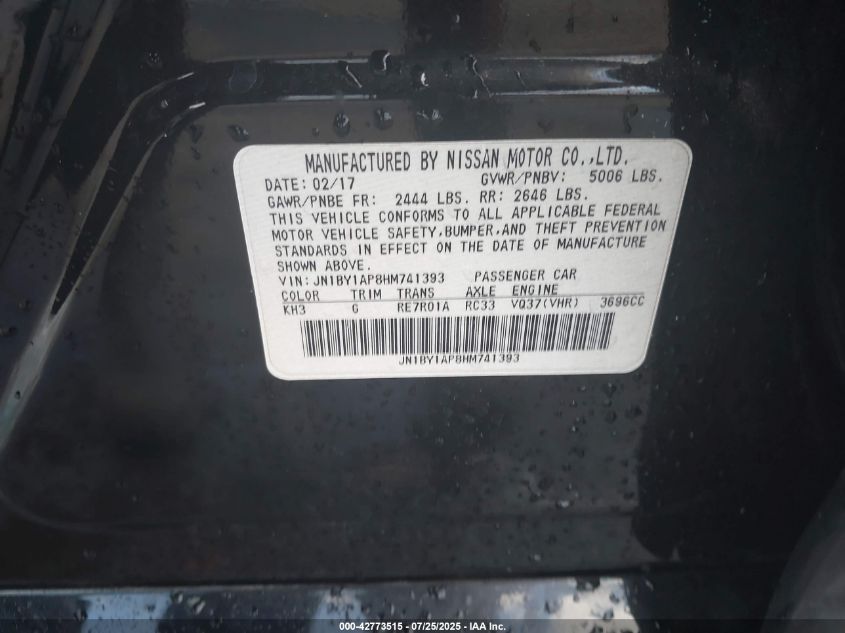 MANUFACTURED BY NISSAN MOTOR CO.,LTD.
DATE: 02/17 GVWR/PNBV: 5006 LBS.
GAWR/PNBE FR: 2444 LBS. RR: 2646 LBS.
THIS VEHICLE CONFORMS TO ALL APPLICABLE FEDERAL
MOTOR VEHICLE SAFETY,BUMPER,AND THEFT PREVENTION
STANDARDS IN EFFECT ON THE DATE OF MANUFACTURE
SHOWN ABOVE.
VIN: JN1BY1AP8HM741393 PASSENGER CAR
COLOR TRIM TRANS AXLE ENGINE
KH3 G RE7R01A RC33 VQ37(VHR) 3696CC
JN1BY1AP8HM741393
000-42773515 - 07/25/2025 - IAA Inc.